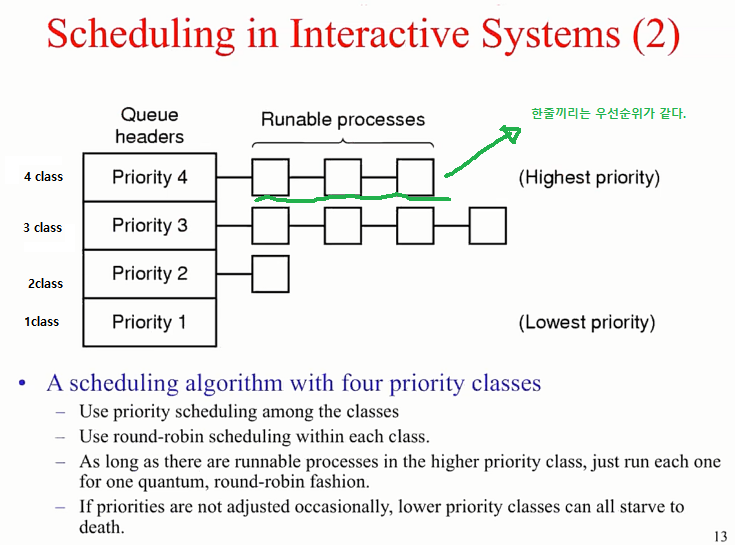 Scheduling in Interactive Systems (2)
Queue
headers
Runable processes
한줄끼리는 우선순위가 같다.
4 class
Priority 4
(Highest priority)
3 class
Priority 3
2class
Priority 2
1class
Priority 1
(Lowest priority)
• A scheduling algorithm with four priority classes
– Use priority scheduling among the classes
– Use round-robin scheduling within each class.
– As long as there are runnable processes in the higher priority class, just run each one
for one quantum, round-robin fashion.
– If priorities are not adjusted occasionally, lower priority classes can all starve to
death.
13